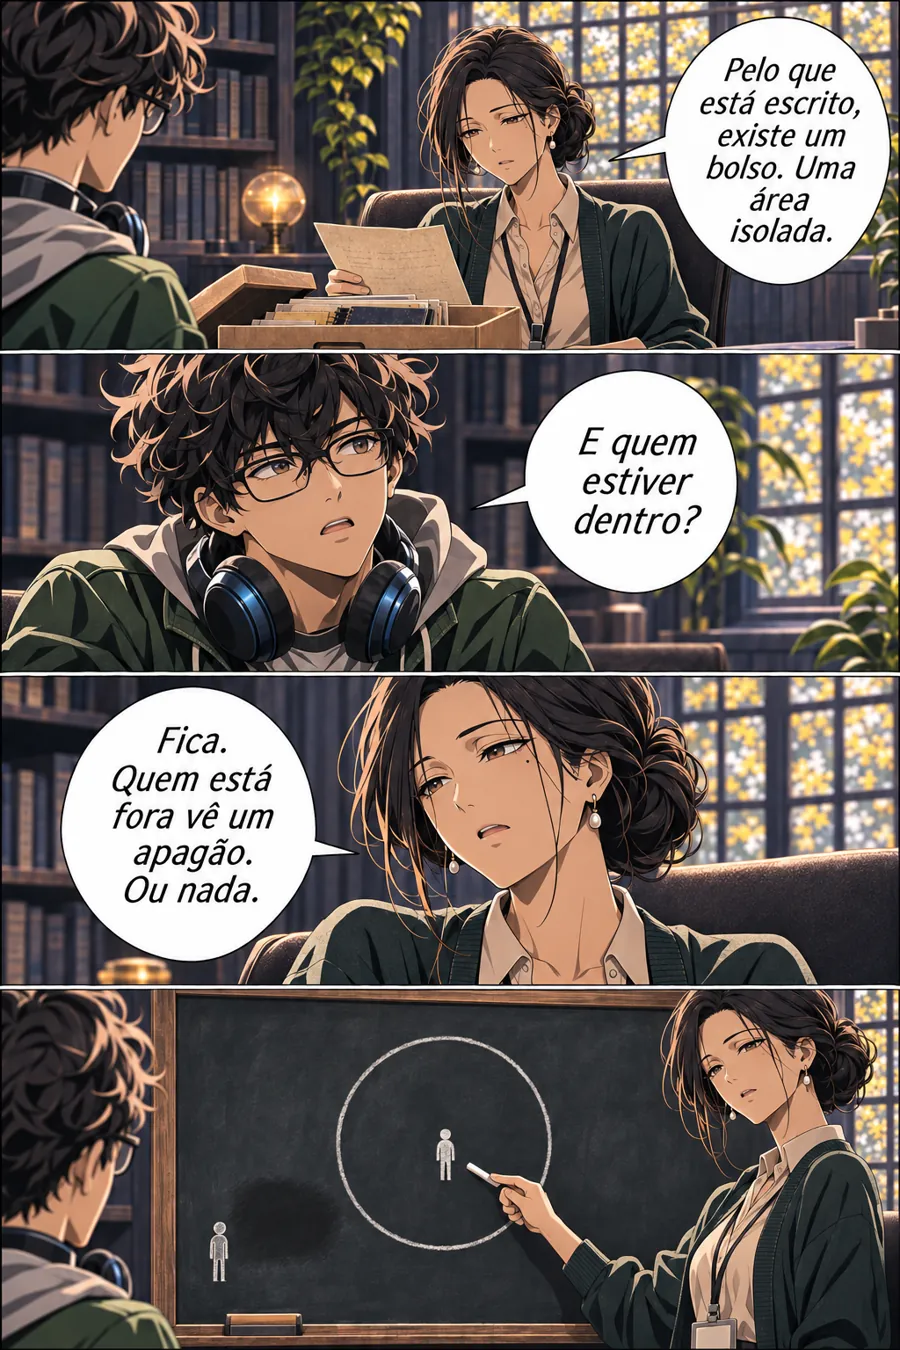 Pelo que
está escrito,
existe um
bolso. Uma
área
isolada.
E quem
estiver
dentro?
Fica.
Quem está
fora vê um
apagão.
Ou nada.